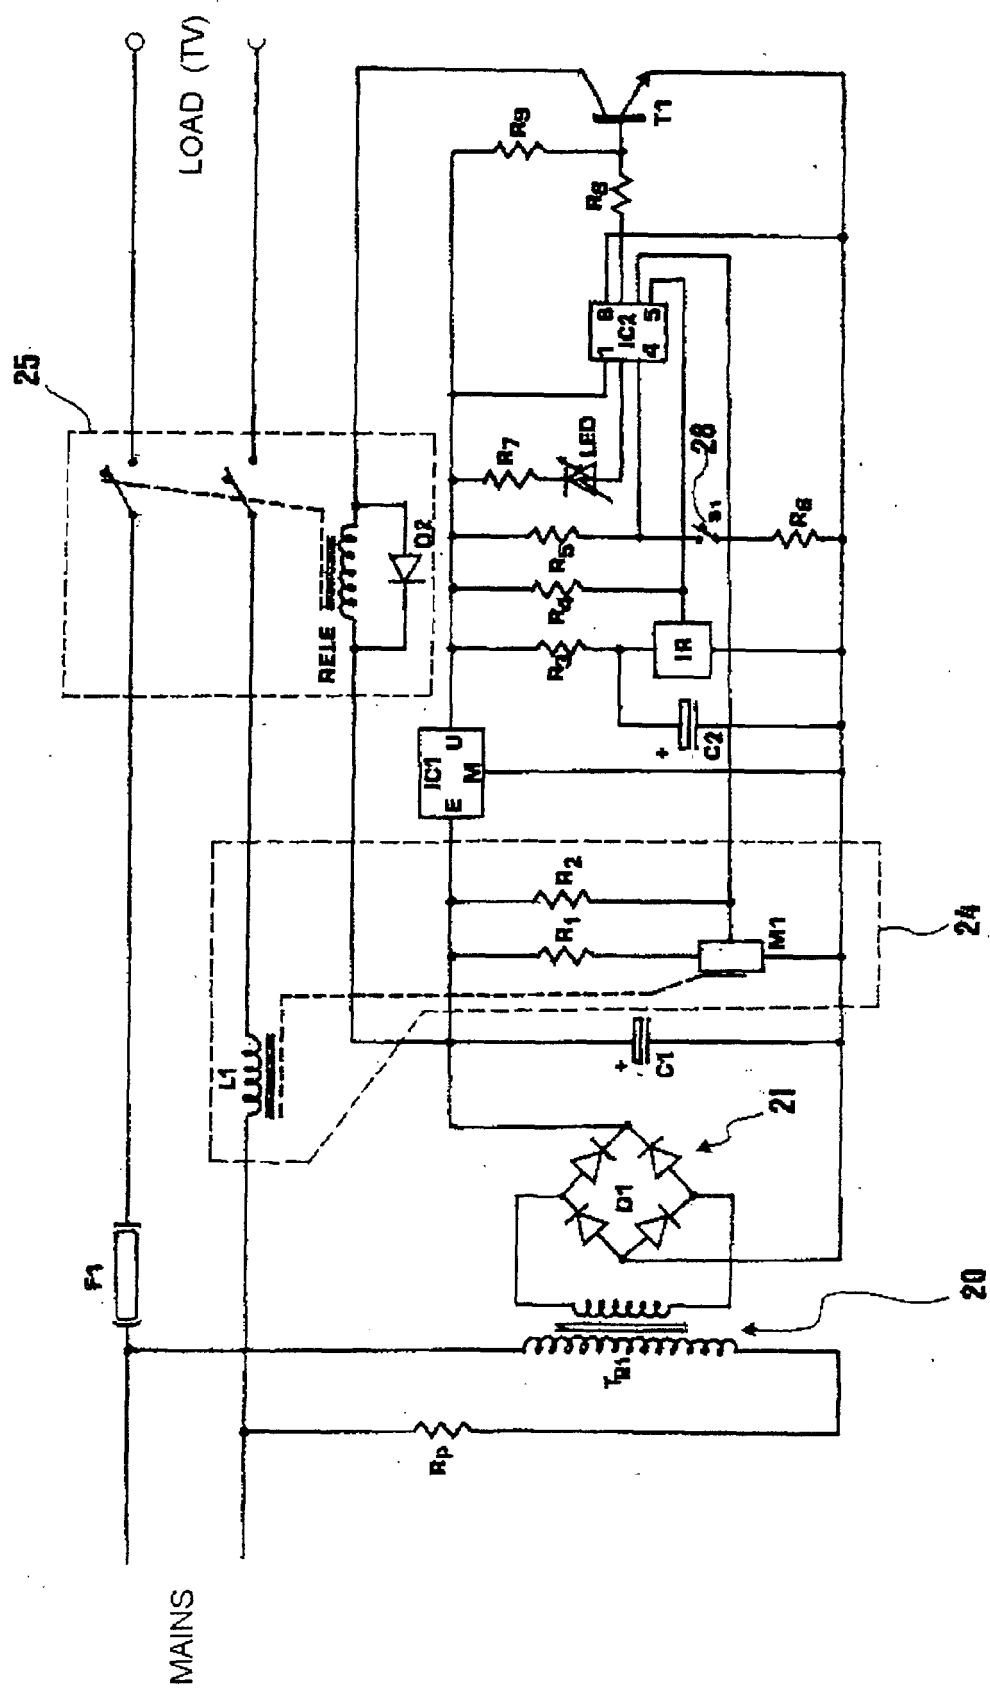 LOAD (TV)
MAINS
25
F1
L1
RELE
D2
IC1
E
M
U
R9
T1
R6
1
8
IC2
4
5
R7
LED
28
S1
R5
R4
R3
R8
IR
+
C2
R1
R2
M1
24
+
C1
21
D1
20
TR1
Rp